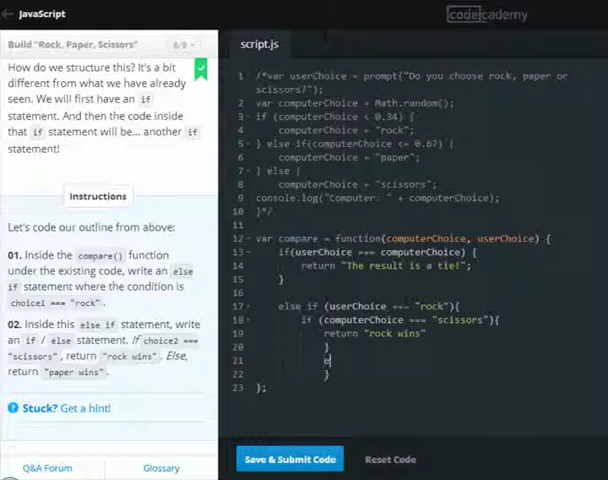 JavaScript
codecademy
Build "Rock, Paper, Scissors"
6/9
How do we structure this? It's a bit
different from what we have already
seen. We will first have an if
statement. And then the code inside
that if statement will be... another if
statement!
Instructions
Let's code our outline from above:
01. Inside the compare() function
under the existing code, write an else
if statement where the condition is
choice1 === "rock".
02. Inside this else if statement, write
an if / else statement. If choice2 ===
"scissors", return "rock wins". Else,
return "paper wins".
Stuck? Get a hint!
Q&A Forum
Glossary
script.js
1 /*var userChoice = prompt("Do you choose rock, paper or
scissors?");
2 var computerChoice = Math.random();
3 if (computerChoice < 0.34) {
4 computerChoice = "rock";
5 } else if(computerChoice <= 0.67) {
6 computerChoice = "paper";
7 } else {
8 computerChoice = "scissors";
9 console.log("Computer: " + computerChoice);
10 }*/
11
12 var compare = function(computerChoice, userChoice) {
13 if(userChoice === computerChoice) {
14 return "The result is a tie!";
15 }
16
17 else if (userChoice === "rock"){
18 if (computerChoice === "scissors"){
19 return "rock wins"
20 }
21 e
22 }
23 };
Save & Submit Code
Reset Code